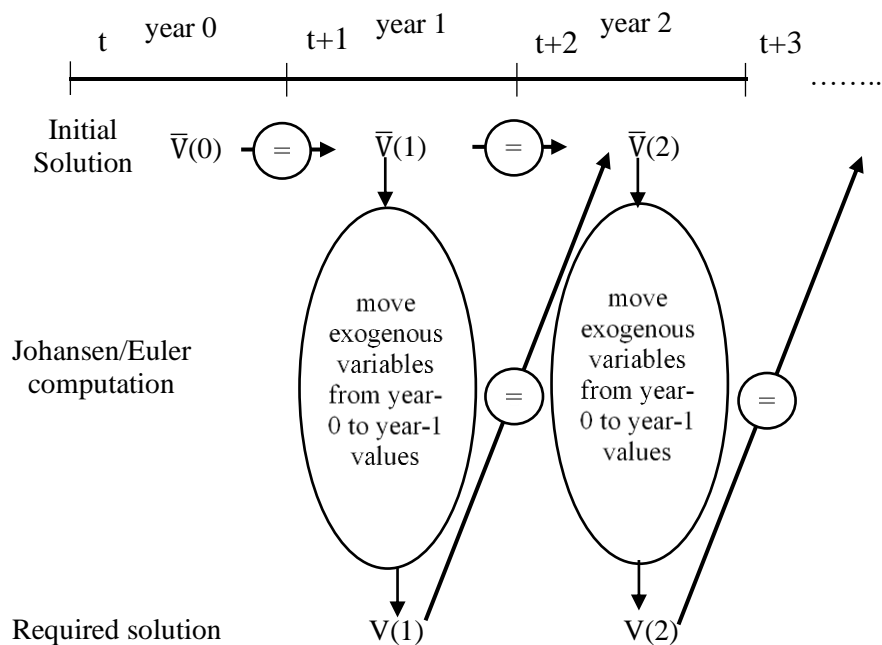 t year 0 t+1 year 1 t+2 year 2 t+3
……..
Initial
Solution
V̅(0) = V̅(1) = V̅(2)
move
exogenous
variables
from year-
0 to year-1
values
move
exogenous
variables
from year-
0 to year-1
values
Johansen/Euler
computation
=
=
Required solution V(1) V(2)